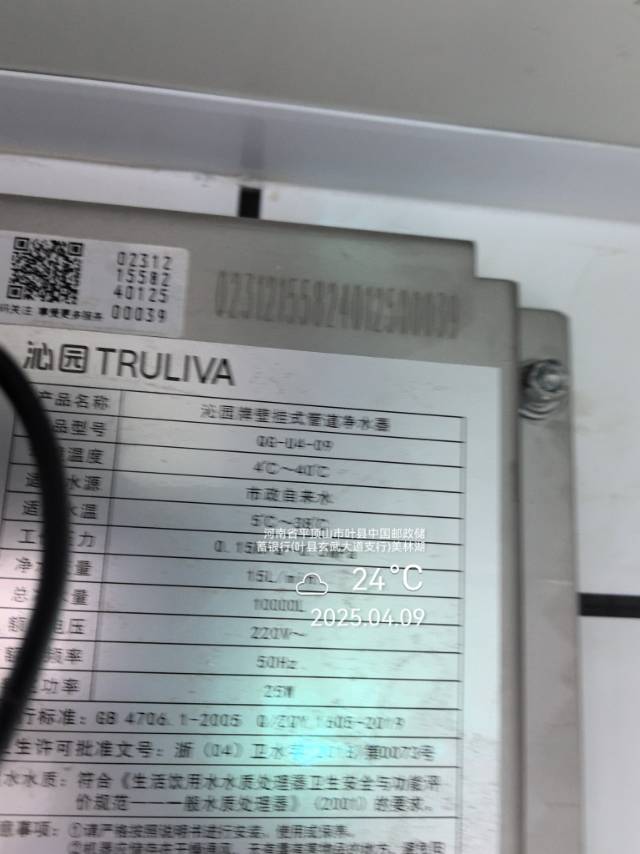 02312
15582
40125
00039
码关注 享受更多服务
02312155824012500039
沁园 TRULIVA
产品名称 沁园牌壁挂式管道净水器
品型号 QG-U4-09
温度 4℃~40℃
水源 市政自来水
水温 5℃~38℃
工 力 0.15
净 量 15L/
总 量 10000L
额 电压 220V~
额 频率 50Hz
功率 25W
行标准：GB 4706.1-2005
生许可批准文号：浙（04）卫水 第0073号
水水质：符合《生活饮用水水质处理器卫生安全与功能评
价规范——一般水质处理器》（2001）的要求。
意事项：①请严格按照说明书进行安装、使用或保养。
河南省平顶山市叶县中国邮政储
蓄银行(叶县玄武大道支行)美林湖
24°C
2025.04.09